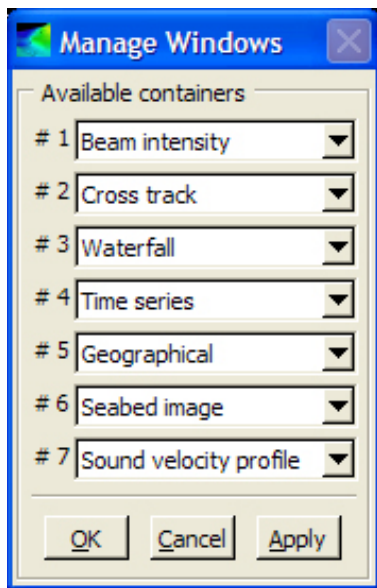 Manage Windows
Available containers
# 1 Beam intensity
# 2 Cross track
# 3 Waterfall
# 4 Time series
# 5 Geographical
# 6 Seabed image
# 7 Sound velocity profile
OK Cancel Apply